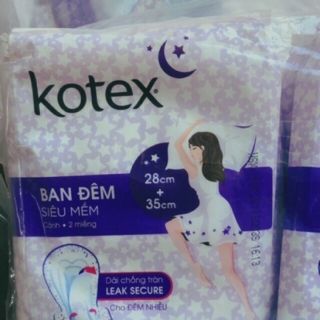 kotex
BAN ĐÊM
SIÊU MỀM
Cánh • 2 miếng
28cm
+
35cm
Dải chống tràn
LEAK SECURE
Cho ĐÊM NHIỀU